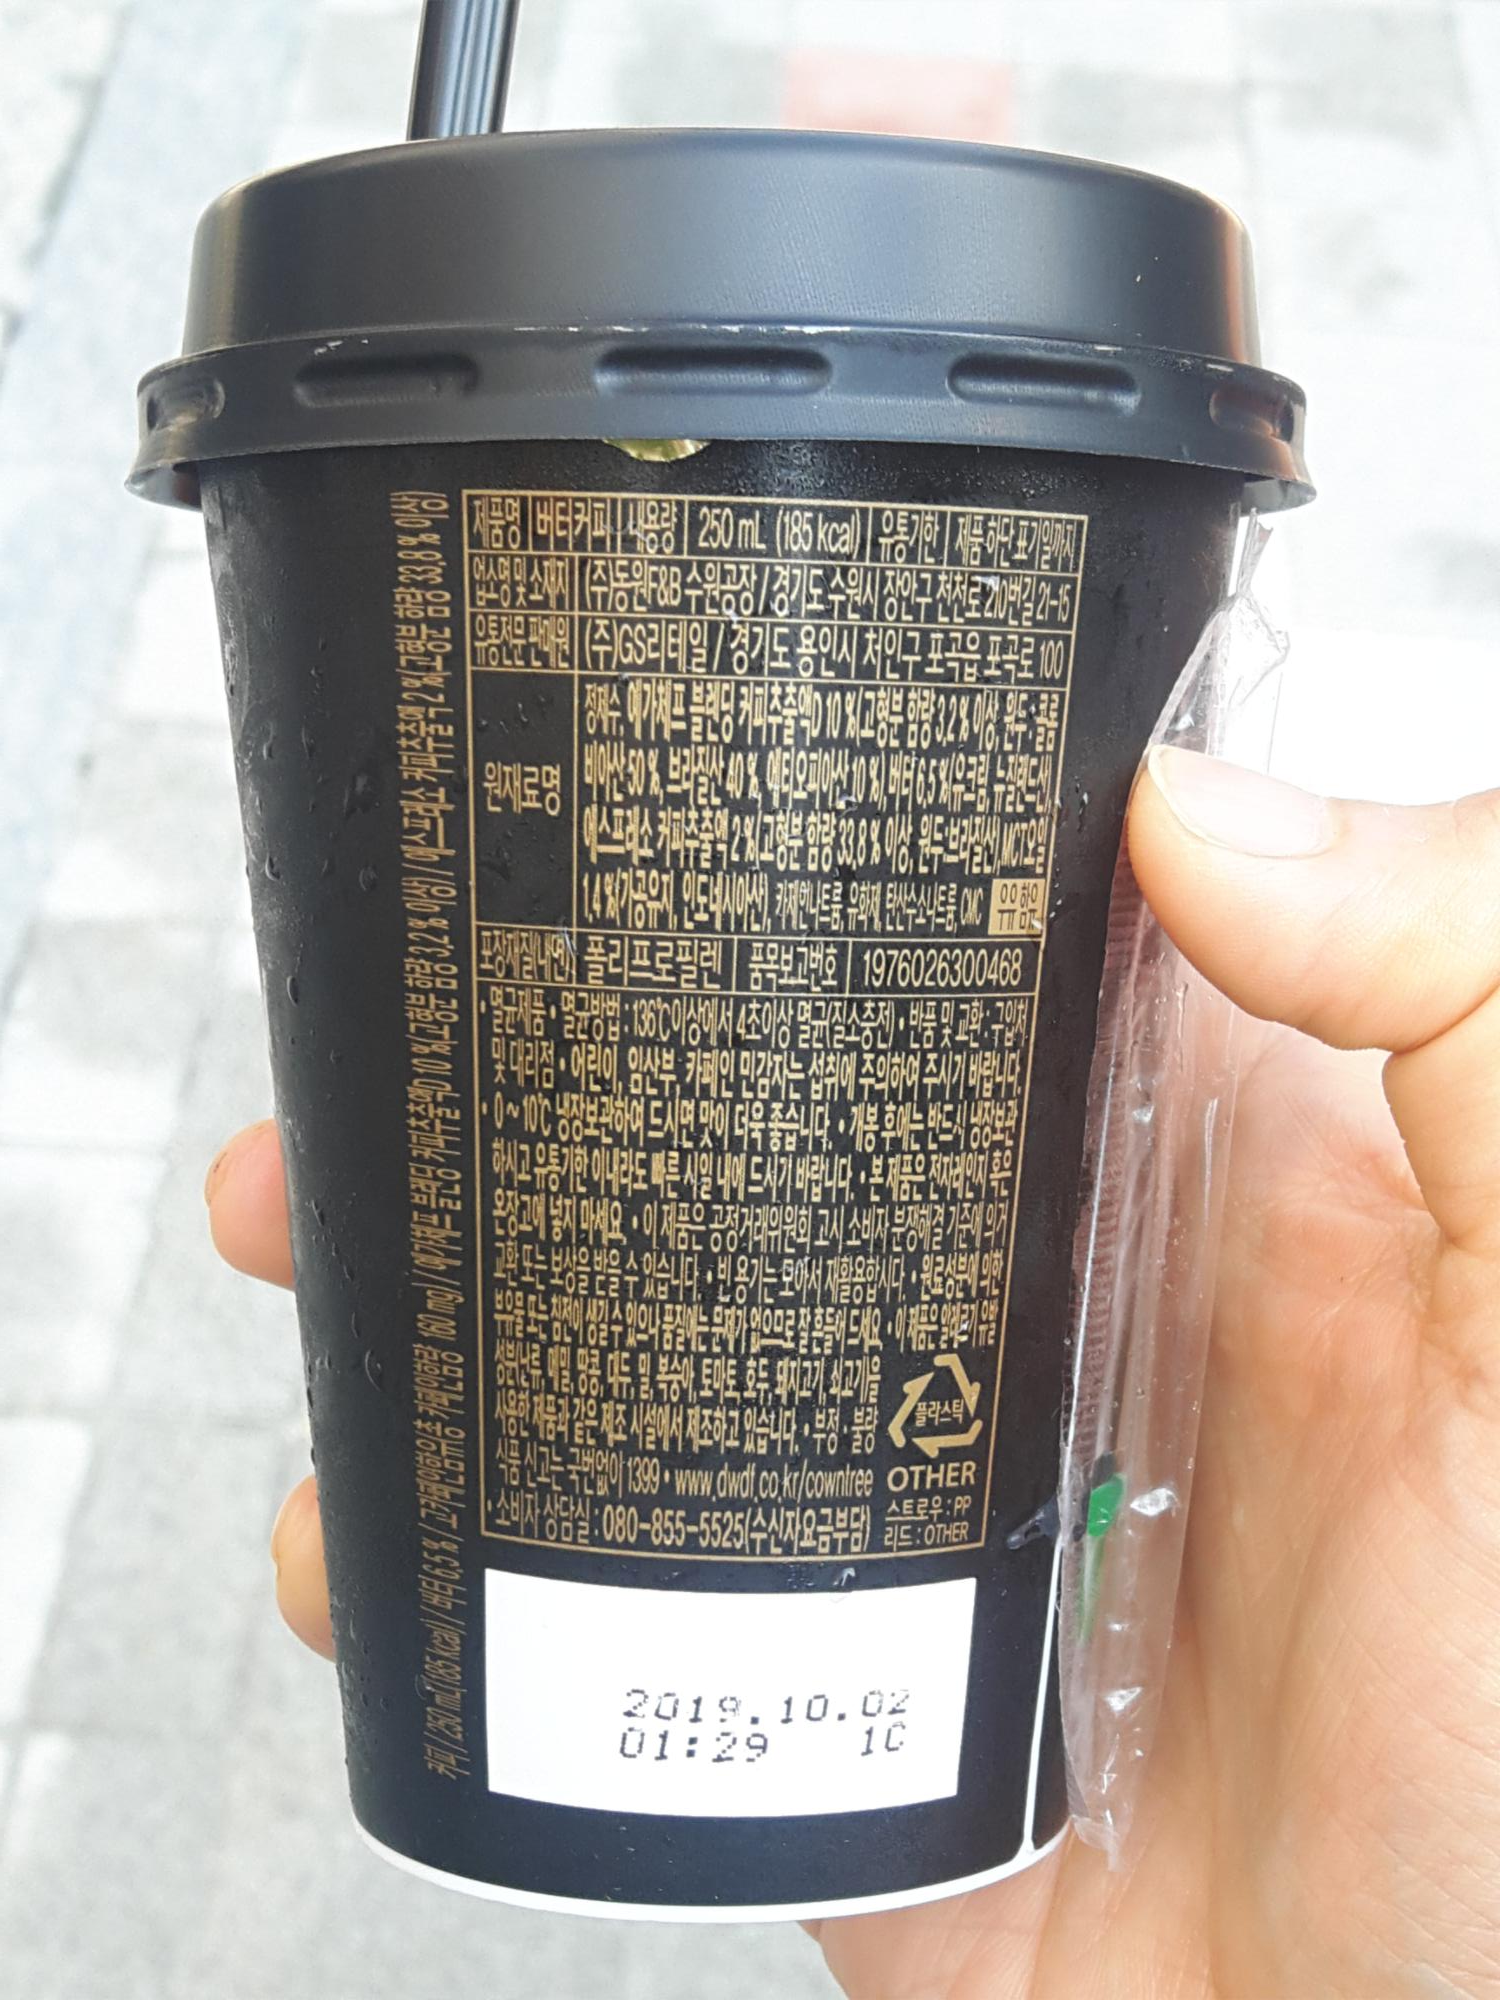 제품명 버터커피 내용량 250 mL (185 kcal) 유통기한 제품 하단 표기일까지
업소명 및 소재지 (주)동원F&B 수원공장 / 경기도 수원시 장안구 천천로210번길 21-15
유통전문판매원 (주)GS리테일 / 경기도 용인시 처인구 포곡읍 포곡로 100
원재료명
정제수, 예가체프 블렌딩 커피추출액D 10 %(고형분 함량 3.2 % 이상, 원두 : 콜롬
비아산 50 %, 브라질산 40 %, 에티오피아산 10 %), 버터 6.5 %(유크림, 뉴질랜드산),
에스프레소 커피추출액 2 %(고형분 함량 33.8 % 이상, 원두:브라질산), MCT오일
1.4 %(가공유지, 인도네시아산), 카제인나트륨, 유화제, 탄산수소나트륨, CMC 우유 함유
포장재질(내면) 폴리프로필렌 품목보고번호 1976026300468
• 멸균제품 • 멸균방법 : 136℃이상에서 4초이상 멸균(질소충전) • 반품 및 교환 : 구입처
및 대리점 • 어린이, 임산부, 카페인 민감자는 섭취에 주의하여 주시기 바랍니다.
• 0 ~ 10℃ 냉장보관하여 드시면 맛이 더욱 좋습니다. • 개봉 후에는 반드시 냉장보관
하시고 유통기한 이내라도 빠른 시일 내에 드시기 바랍니다. • 본 제품은 전자레인지 혹은
온장고에 넣지 마세요. • 이 제품은 공정거래위원회 고시 소비자 분쟁해결 기준에 의거
교환 또는 보상을 받을 수 있습니다. • 빈 용기는 모아서 재활용합시다. • 원료성분에 의한
부유물 또는 침전이 생길 수 있으나 품질에는 문제가 없으므로 잘 흔들어 드세요. • 이 제품은 알레르기 유발
성분(난류, 메밀, 땅콩, 대두, 밀, 복숭아, 토마토, 호두, 돼지고기, 쇠고기)을
사용한 제품과 같은 제조 시설에서 제조하고 있습니다. • 부정 · 불량
식품 신고는 국번없이 1399 • www.dwdf.co.kr/cowntree
• 소비자 상담실 : 080-855-5525(수신자요금부담)
플라스틱
OTHER
스트로우 : PP
리드 : OTHER
커피 / 250 mL(185 kcal) / 버터 6.5 % / 고카페인함유 총 카페인함량 160 mg / 예가체프 블렌딩 커피추출액D 10 %(고형분 함량 3.2 % 이상) / 에스프레소 커피추출액 2 %(고형분 함량 33.8 % 이상)
2019.10.02
01:29 1C